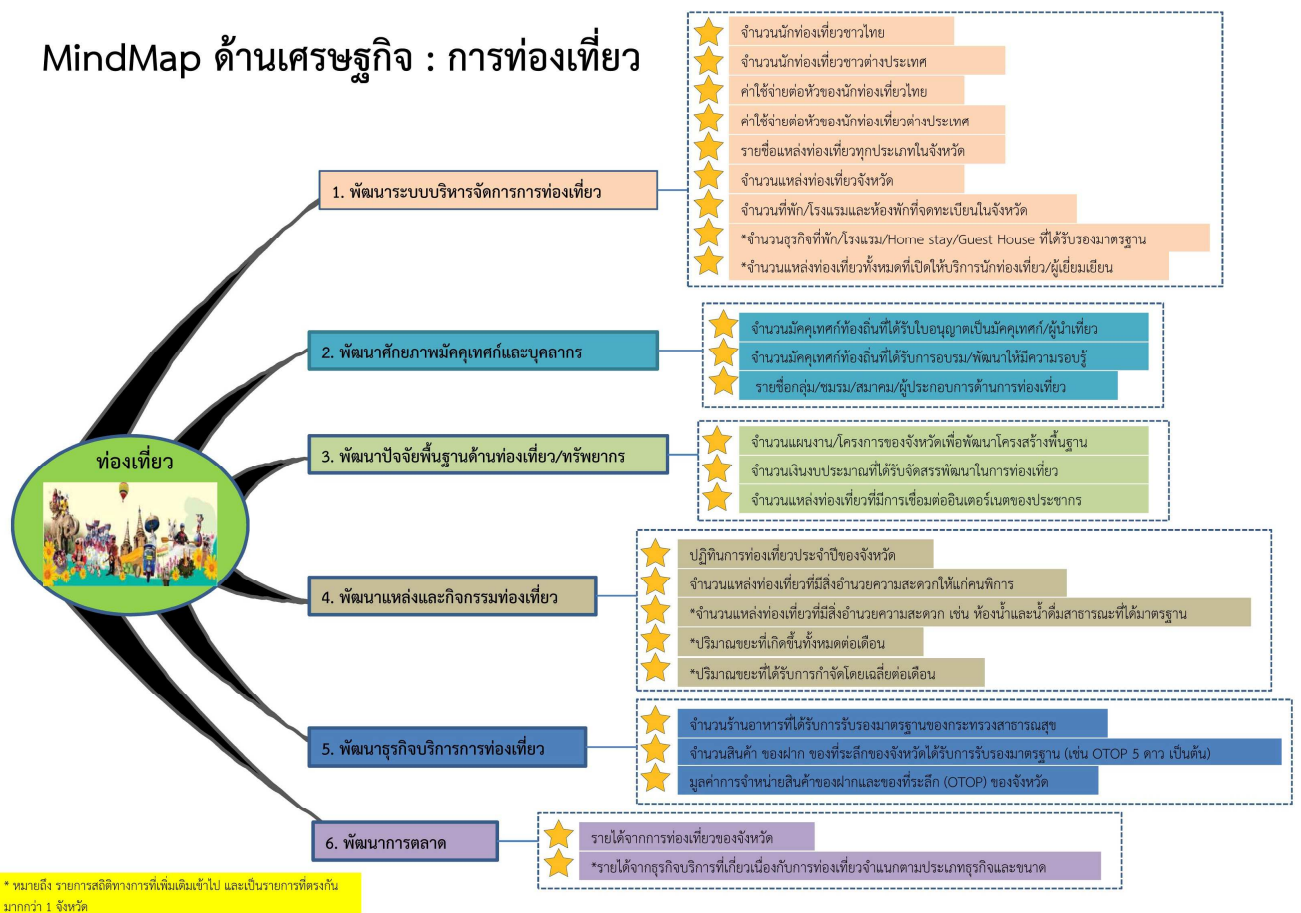 MindMap ด้านเศรษฐกิจ : การท่องเที่ยว
ท่องเที่ยว
1. พัฒนาระบบบริหารจัดการการท่องเที่ยว
จำนวนนักท่องเที่ยวชาวไทย
จำนวนนักท่องเที่ยวชาวต่างประเทศ
ค่าใช้จ่ายต่อหัวของนักท่องเที่ยวไทย
ค่าใช้จ่ายต่อหัวของนักท่องเที่ยวต่างประเทศ
รายชื่อแหล่งท่องเที่ยวทุกประเภทในจังหวัด
จำนวนแหล่งท่องเที่ยวจังหวัด
จำนวนที่พัก/โรงแรมและห้องพักที่จดทะเบียนในจังหวัด
*จำนวนธุรกิจที่พัก/โรงแรม/Home stay/Guest House ที่ได้รับรองมาตรฐาน
*จำนวนแหล่งท่องเที่ยวทั้งหมดที่เปิดให้บริการนักท่องเที่ยว/ผู้เยี่ยมเยียน
2. พัฒนาศักยภาพมัคคุเทศก์และบุคลากร
จำนวนมัคคุเทศก์ท้องถิ่นที่ได้รับใบอนุญาตเป็นมัคคุเทศก์/ผู้นำเที่ยว
จำนวนมัคคุเทศก์ท้องถิ่นที่ได้รับการอบรม/พัฒนาให้มีความรอบรู้
รายชื่อกลุ่ม/ชมรม/สมาคม/ผู้ประกอบการด้านการท่องเที่ยว
3. พัฒนาปัจจัยพื้นฐานด้านท่องเที่ยว/ทรัพยากร
จำนวนแผนงาน/โครงการของจังหวัดเพื่อพัฒนาโครงสร้างพื้นฐาน
จำนวนเงินงบประมาณที่ได้รับจัดสรรพัฒนาในการท่องเที่ยว
จำนวนแหล่งท่องเที่ยวที่มีการเชื่อมต่ออินเตอร์เนตของประชากร
4. พัฒนาแหล่งและกิจกรรมท่องเที่ยว
ปฏิทินการท่องเที่ยวประจำปีของจังหวัด
จำนวนแหล่งท่องเที่ยวที่มีสิ่งอำนวยความสะดวกให้แก่คนพิการ
*จำนวนแหล่งท่องเที่ยวที่มีสิ่งอำนวยความสะดวก เช่น ห้องน้ำและน้ำดื่มสาธารณะที่ได้มาตรฐาน
*ปริมาณขยะที่เกิดขึ้นทั้งหมดต่อเดือน
*ปริมาณขยะที่ได้รับการกำจัดโดยเฉลี่ยต่อเดือน
5. พัฒนาธุรกิจบริการการท่องเที่ยว
จำนวนร้านอาหารที่ได้รับการรับรองมาตรฐานของกระทรวงสาธารณสุข
จำนวนสินค้า ของฝาก ของที่ระลึกของจังหวัดได้รับการรับรองมาตรฐาน (เช่น OTOP 5 ดาว เป็นต้น)
มูลค่าการจำหน่ายสินค้าของฝากและของที่ระลึก (OTOP) ของจังหวัด
6. พัฒนาการตลาด
รายได้จากการท่องเที่ยวของจังหวัด
*รายได้จากธุรกิจบริการที่เกี่ยวเนื่องกับการท่องเที่ยวจำแนกตามประเภทธุรกิจและขนาด
* หมายถึง รายการสถิติทางการที่เพิ่มเติมเข้าไป และเป็นรายการที่ตรงกัน
มากกว่า 1 จังหวัด